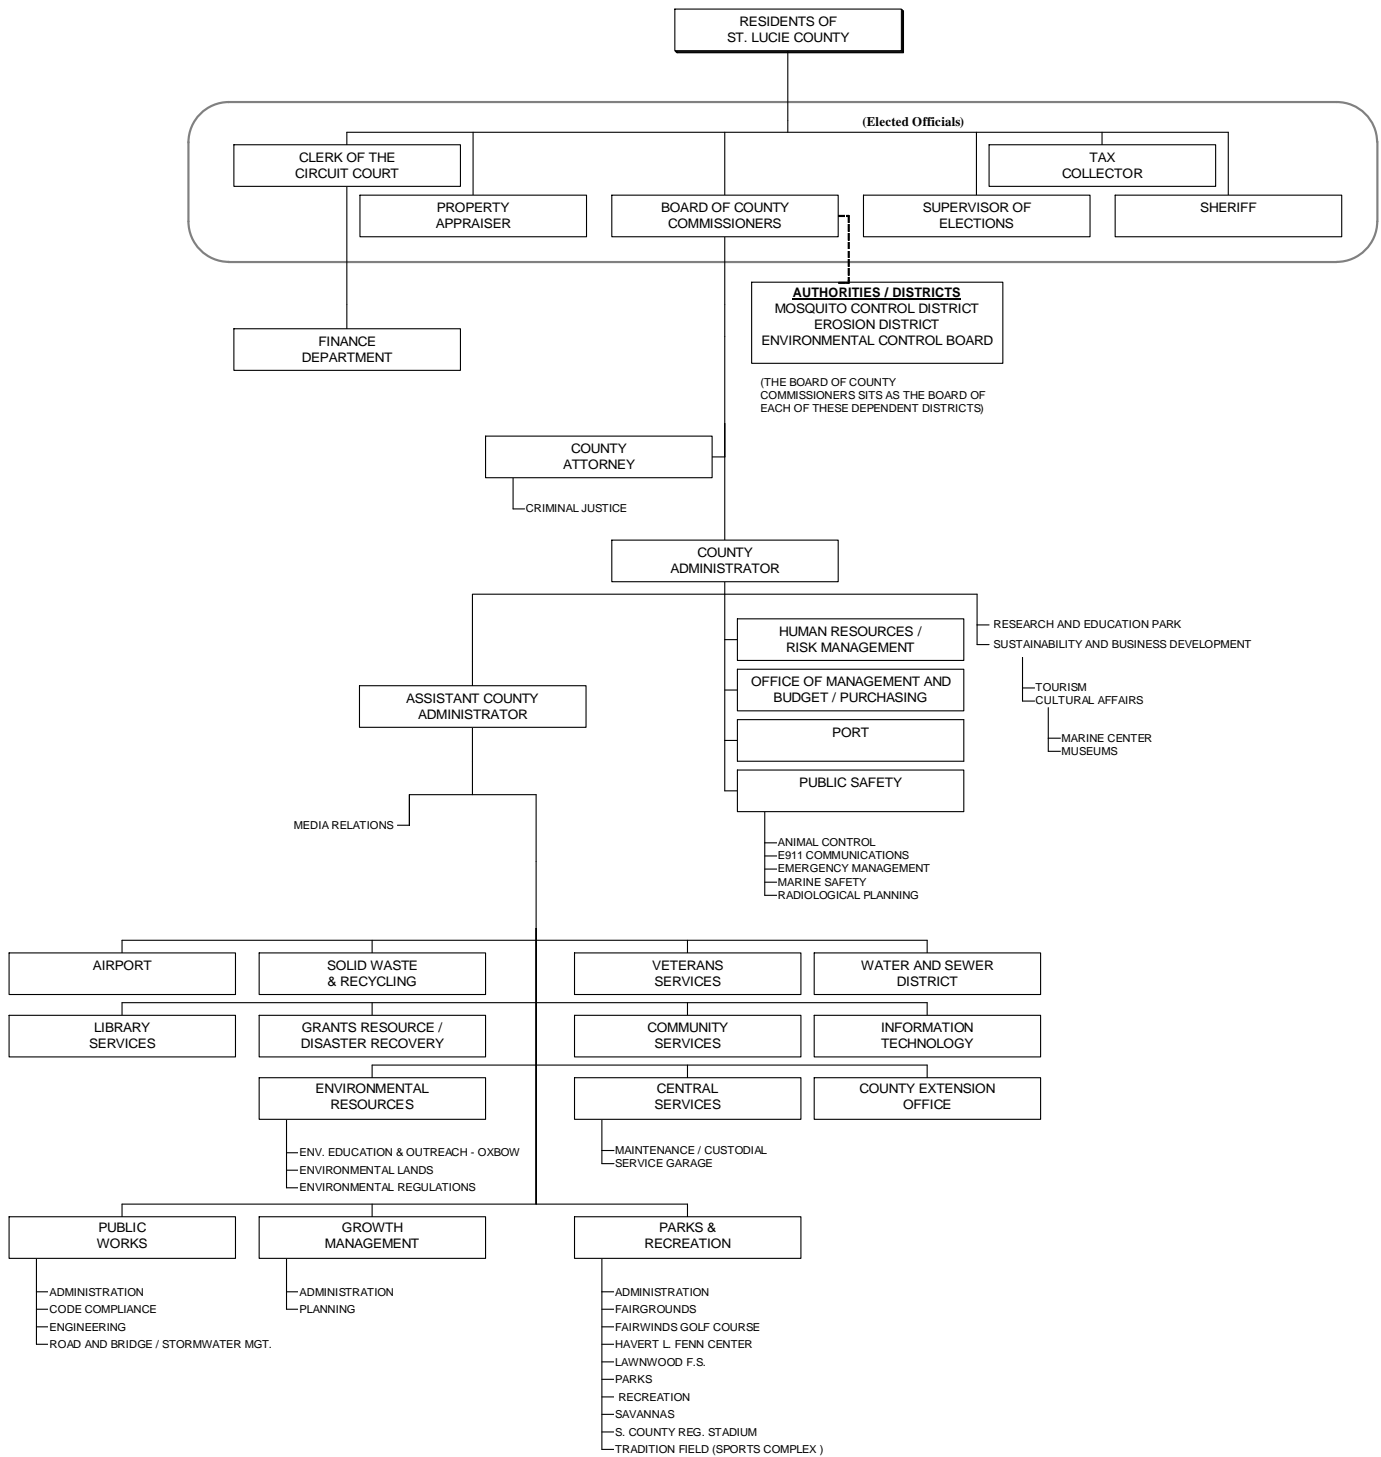 RESIDENTS OF
ST. LUCIE COUNTY
(Elected Officials)
CLERK OF THE
CIRCUIT COURT
TAX
COLLECTOR
PROPERTY
APPRAISER
BOARD OF COUNTY
COMMISSIONERS
SUPERVISOR OF
ELECTIONS
SHERIFF
AUTHORITIES / DISTRICTS
MOSQUITO CONTROL DISTRICT
EROSION DISTRICT
ENVIRONMENTAL CONTROL BOARD
FINANCE
DEPARTMENT
(THE BOARD OF COUNTY
COMMISSIONERS SITS AS THE BOARD OF
EACH OF THESE DEPENDENT DISTRICTS)
COUNTY
ATTORNEY
CRIMINAL JUSTICE
COUNTY
ADMINISTRATOR
HUMAN RESOURCES /
RISK MANAGEMENT
OFFICE OF MANAGEMENT AND
BUDGET / PURCHASING
PORT
PUBLIC SAFETY
ANIMAL CONTROL
E911 COMMUNICATIONS
EMERGENCY MANAGEMENT
MARINE SAFETY
RADIOLOGICAL PLANNING
RESEARCH AND EDUCATION PARK
SUSTAINABILITY AND BUSINESS DEVELOPMENT
TOURISM
CULTURAL AFFAIRS
MARINE CENTER
MUSEUMS
ASSISTANT COUNTY
ADMINISTRATOR
MEDIA RELATIONS
AIRPORT
SOLID WASTE
& RECYCLING
VETERANS
SERVICES
WATER AND SEWER
DISTRICT
LIBRARY
SERVICES
GRANTS RESOURCE /
DISASTER RECOVERY
COMMUNITY
SERVICES
INFORMATION
TECHNOLOGY
ENVIRONMENTAL
RESOURCES
ENV. EDUCATION & OUTREACH - OXBOW
ENVIRONMENTAL LANDS
ENVIRONMENTAL REGULATIONS
CENTRAL
SERVICES
MAINTENANCE / CUSTODIAL
SERVICE GARAGE
COUNTY EXTENSION
OFFICE
PUBLIC
WORKS
ADMINISTRATION
CODE COMPLIANCE
ENGINEERING
ROAD AND BRIDGE / STORMWATER MGT.
GROWTH
MANAGEMENT
ADMINISTRATION
PLANNING
PARKS &
RECREATION
ADMINISTRATION
FAIRGROUNDS
FAIRWINDS GOLF COURSE
HAVERT L. FENN CENTER
LAWNWOOD F.S.
PARKS
RECREATION
SAVANNAS
S. COUNTY REG. STADIUM
TRADITION FIELD (SPORTS COMPLEX )